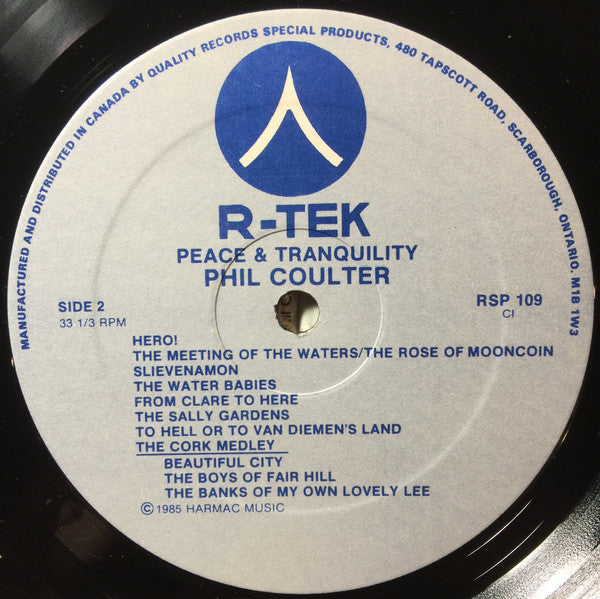 MANUFACTURED AND DISTRIBUTED IN CANADA BY QUALITY RECORDS SPECIAL PRODUCTS, 480 TAPSCOTT ROAD, SCARBOROUGH, ONTARIO. M1B 1W3
R-TEK
PEACE & TRANQUILITY
PHIL COULTER
SIDE 2
33 1/3 RPM
RSP 109
CI
HERO!
THE MEETING OF THE WATERS/THE ROSE OF MOONCOIN
SLIEVENAMON
THE WATER BABIES
FROM CLARE TO HERE
THE SALLY GARDENS
TO HELL OR TO VAN DIEMEN'S LAND
THE CORK MEDLEY
BEAUTIFUL CITY
THE BOYS OF FAIR HILL
THE BANKS OF MY OWN LOVELY LEE
©1985 HARMAC MUSIC